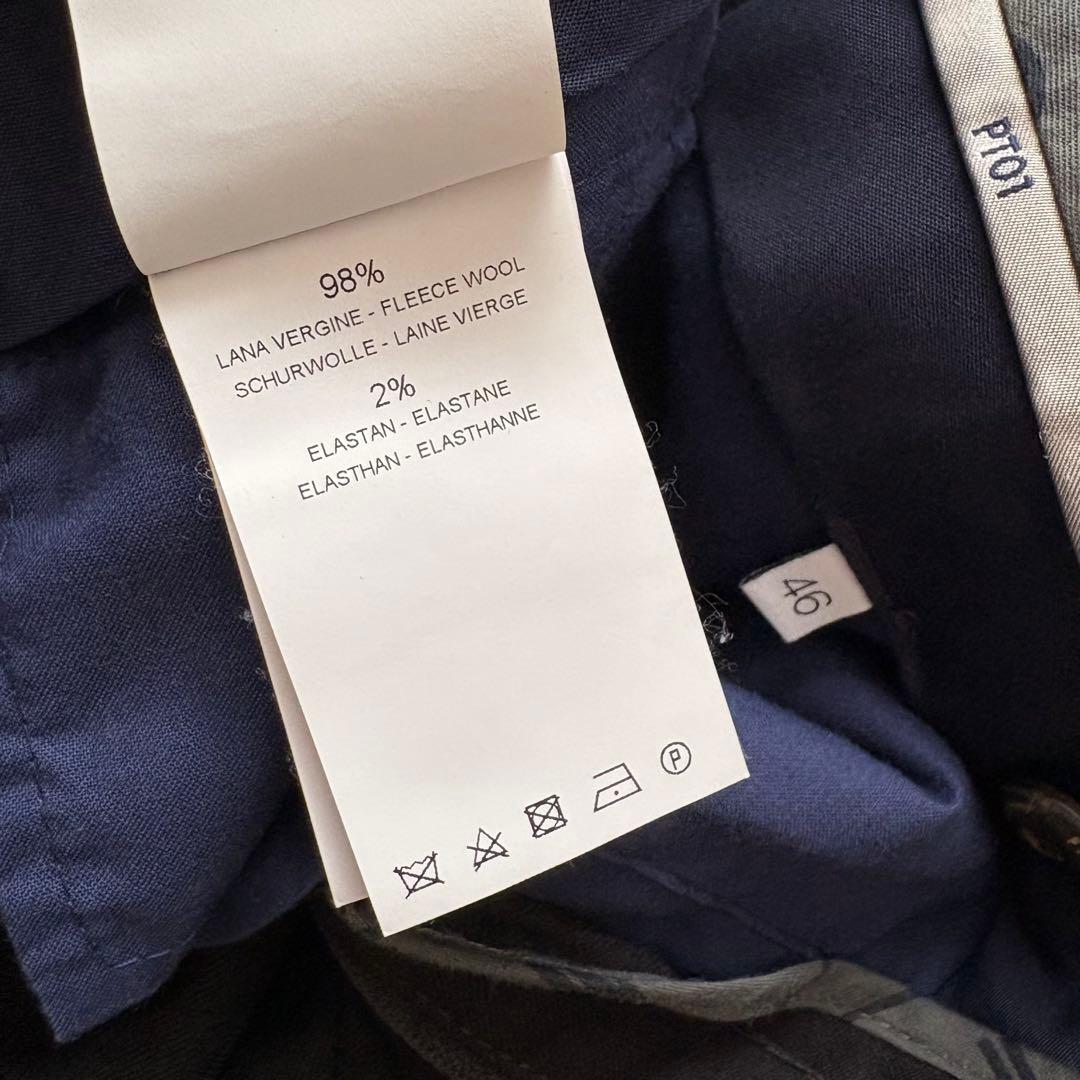 98%
LANA VERGINE - FLEECE WOOL
SCHURWOLLE - LAINE VIERGE
2%
ELASTAN - ELASTANE
ELASTHAN - ELASTHANNE
P
46
PT01